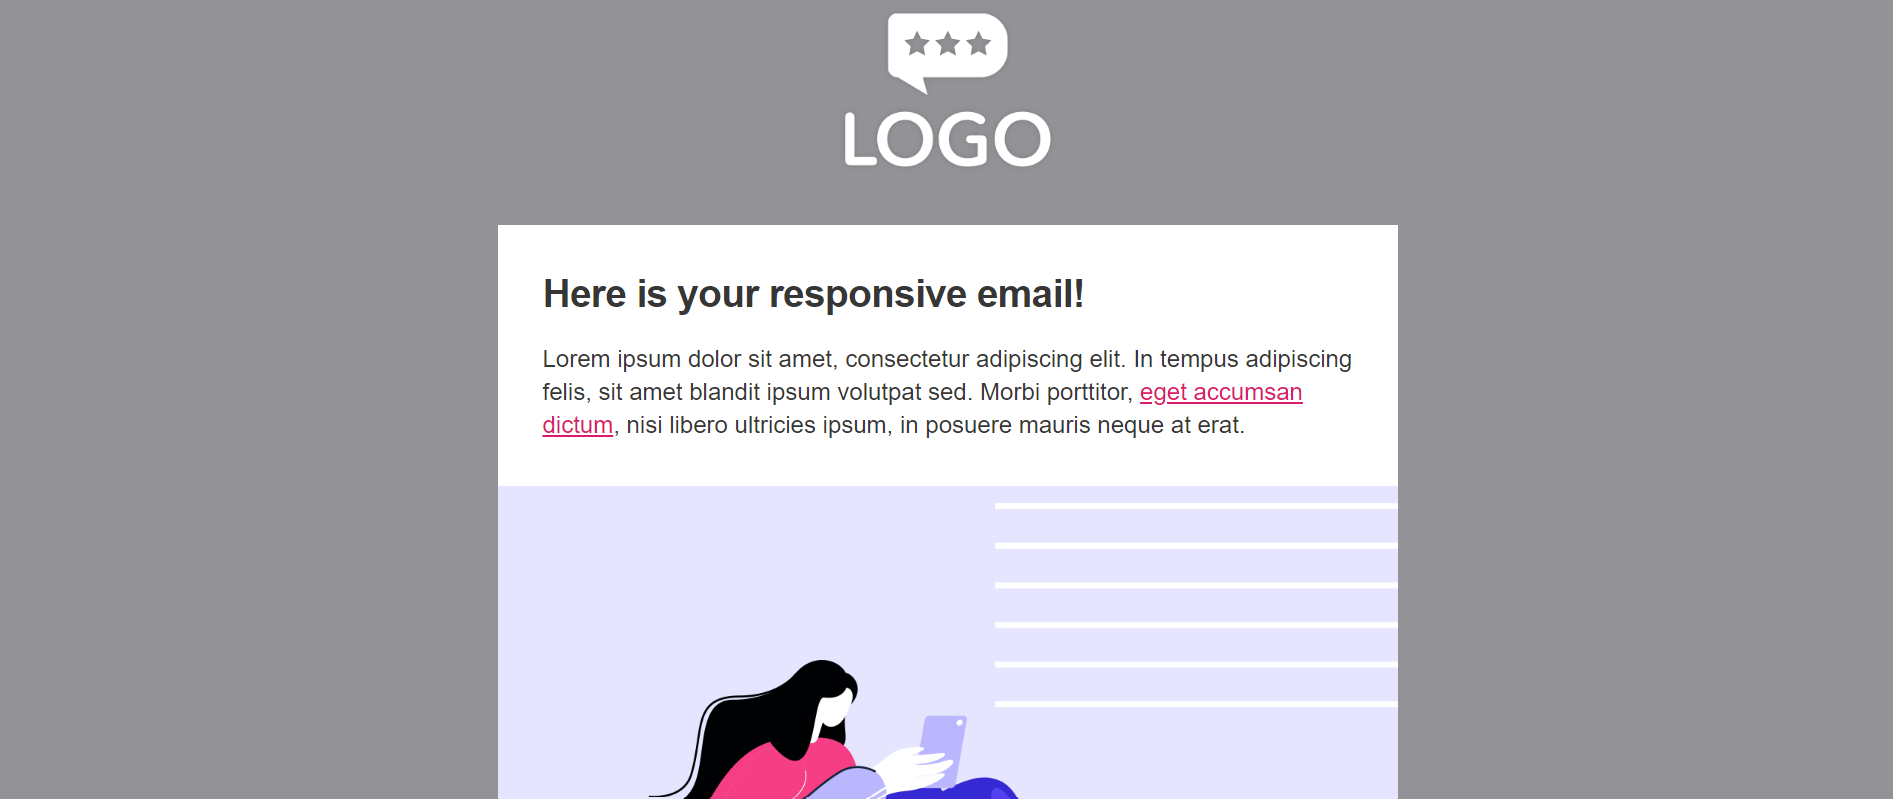 LOGO
Here is your responsive email!
Lorem ipsum dolor sit amet, consectetur adipiscing elit. In tempus adipiscing
felis, sit amet blandit ipsum volutpat sed. Morbi porttitor, eget accumsan
dictum, nisi libero ultricies ipsum, in posuere mauris neque at erat.